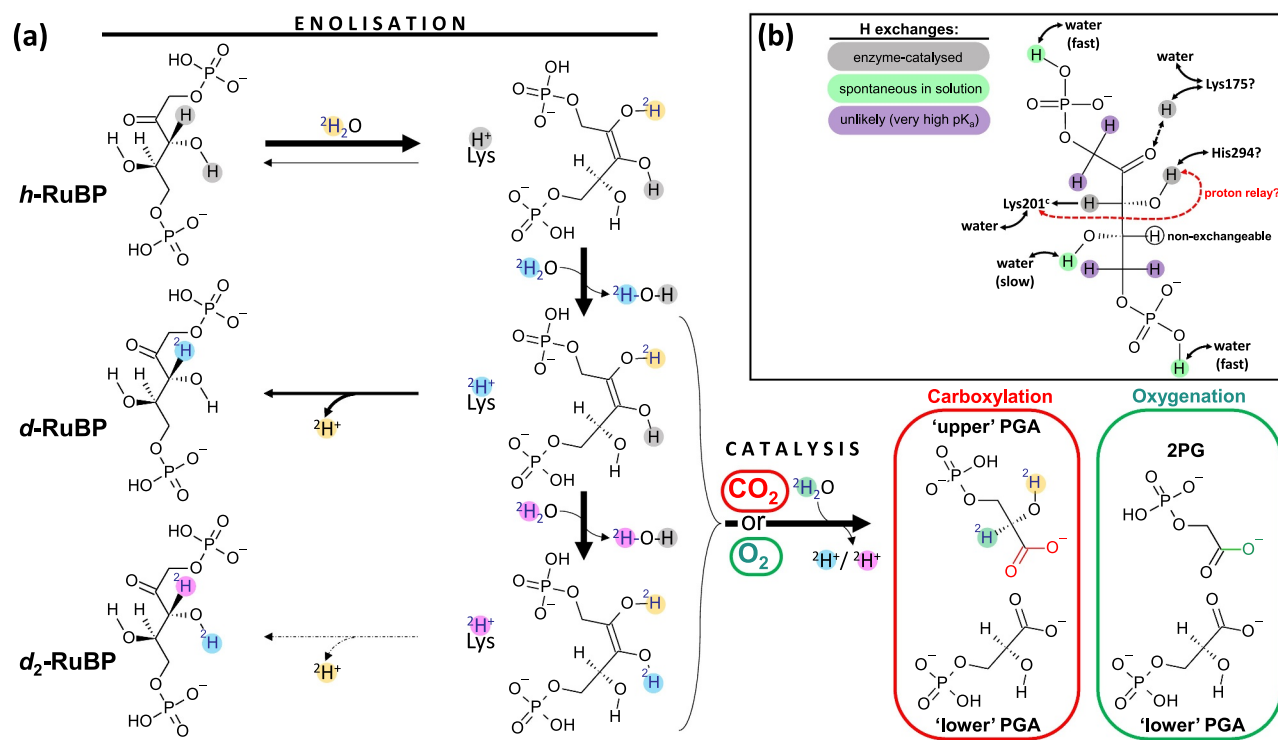 (a)
ENOLISATION
²H₂O
H⁺
Lys
h-RuBP
²H₂O
²H-O-H
d-RuBP
²H⁺
²H⁺
Lys
²H₂O
²H-O-H
d₂-RuBP
²H⁺
²H⁺
Lys
CATALYSIS
CO₂
or
O₂
²H₂O
²H⁺/ ²H⁺
(b)
H exchanges:
enzyme-catalysed
spontaneous in solution
unlikely (very high pKₐ)
water
(fast)
water
Lys175?
His294?
proton relay?
Lys201ᶜ
water
non-exchangeable
water
(slow)
water
(fast)
Carboxylation
'upper' PGA
'lower' PGA
Oxygenation
2PG
'lower' PGA